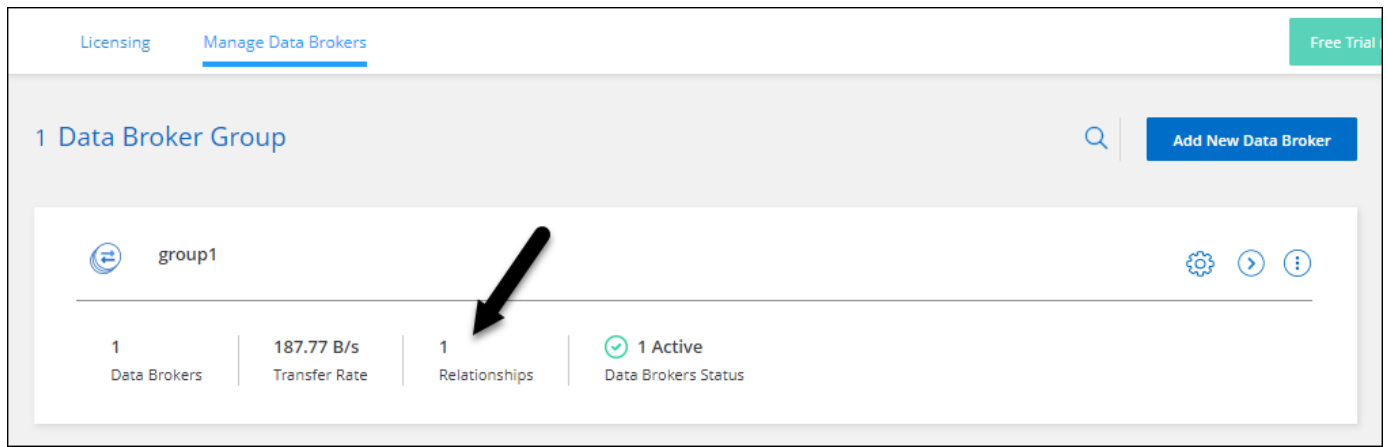 Licensing Manage Data Brokers
Free Trial
1 Data Broker Group
Add New Data Broker
group1
1 187.77 B/s 1 1 Active
Data Brokers Transfer Rate Relationships Data Brokers Status